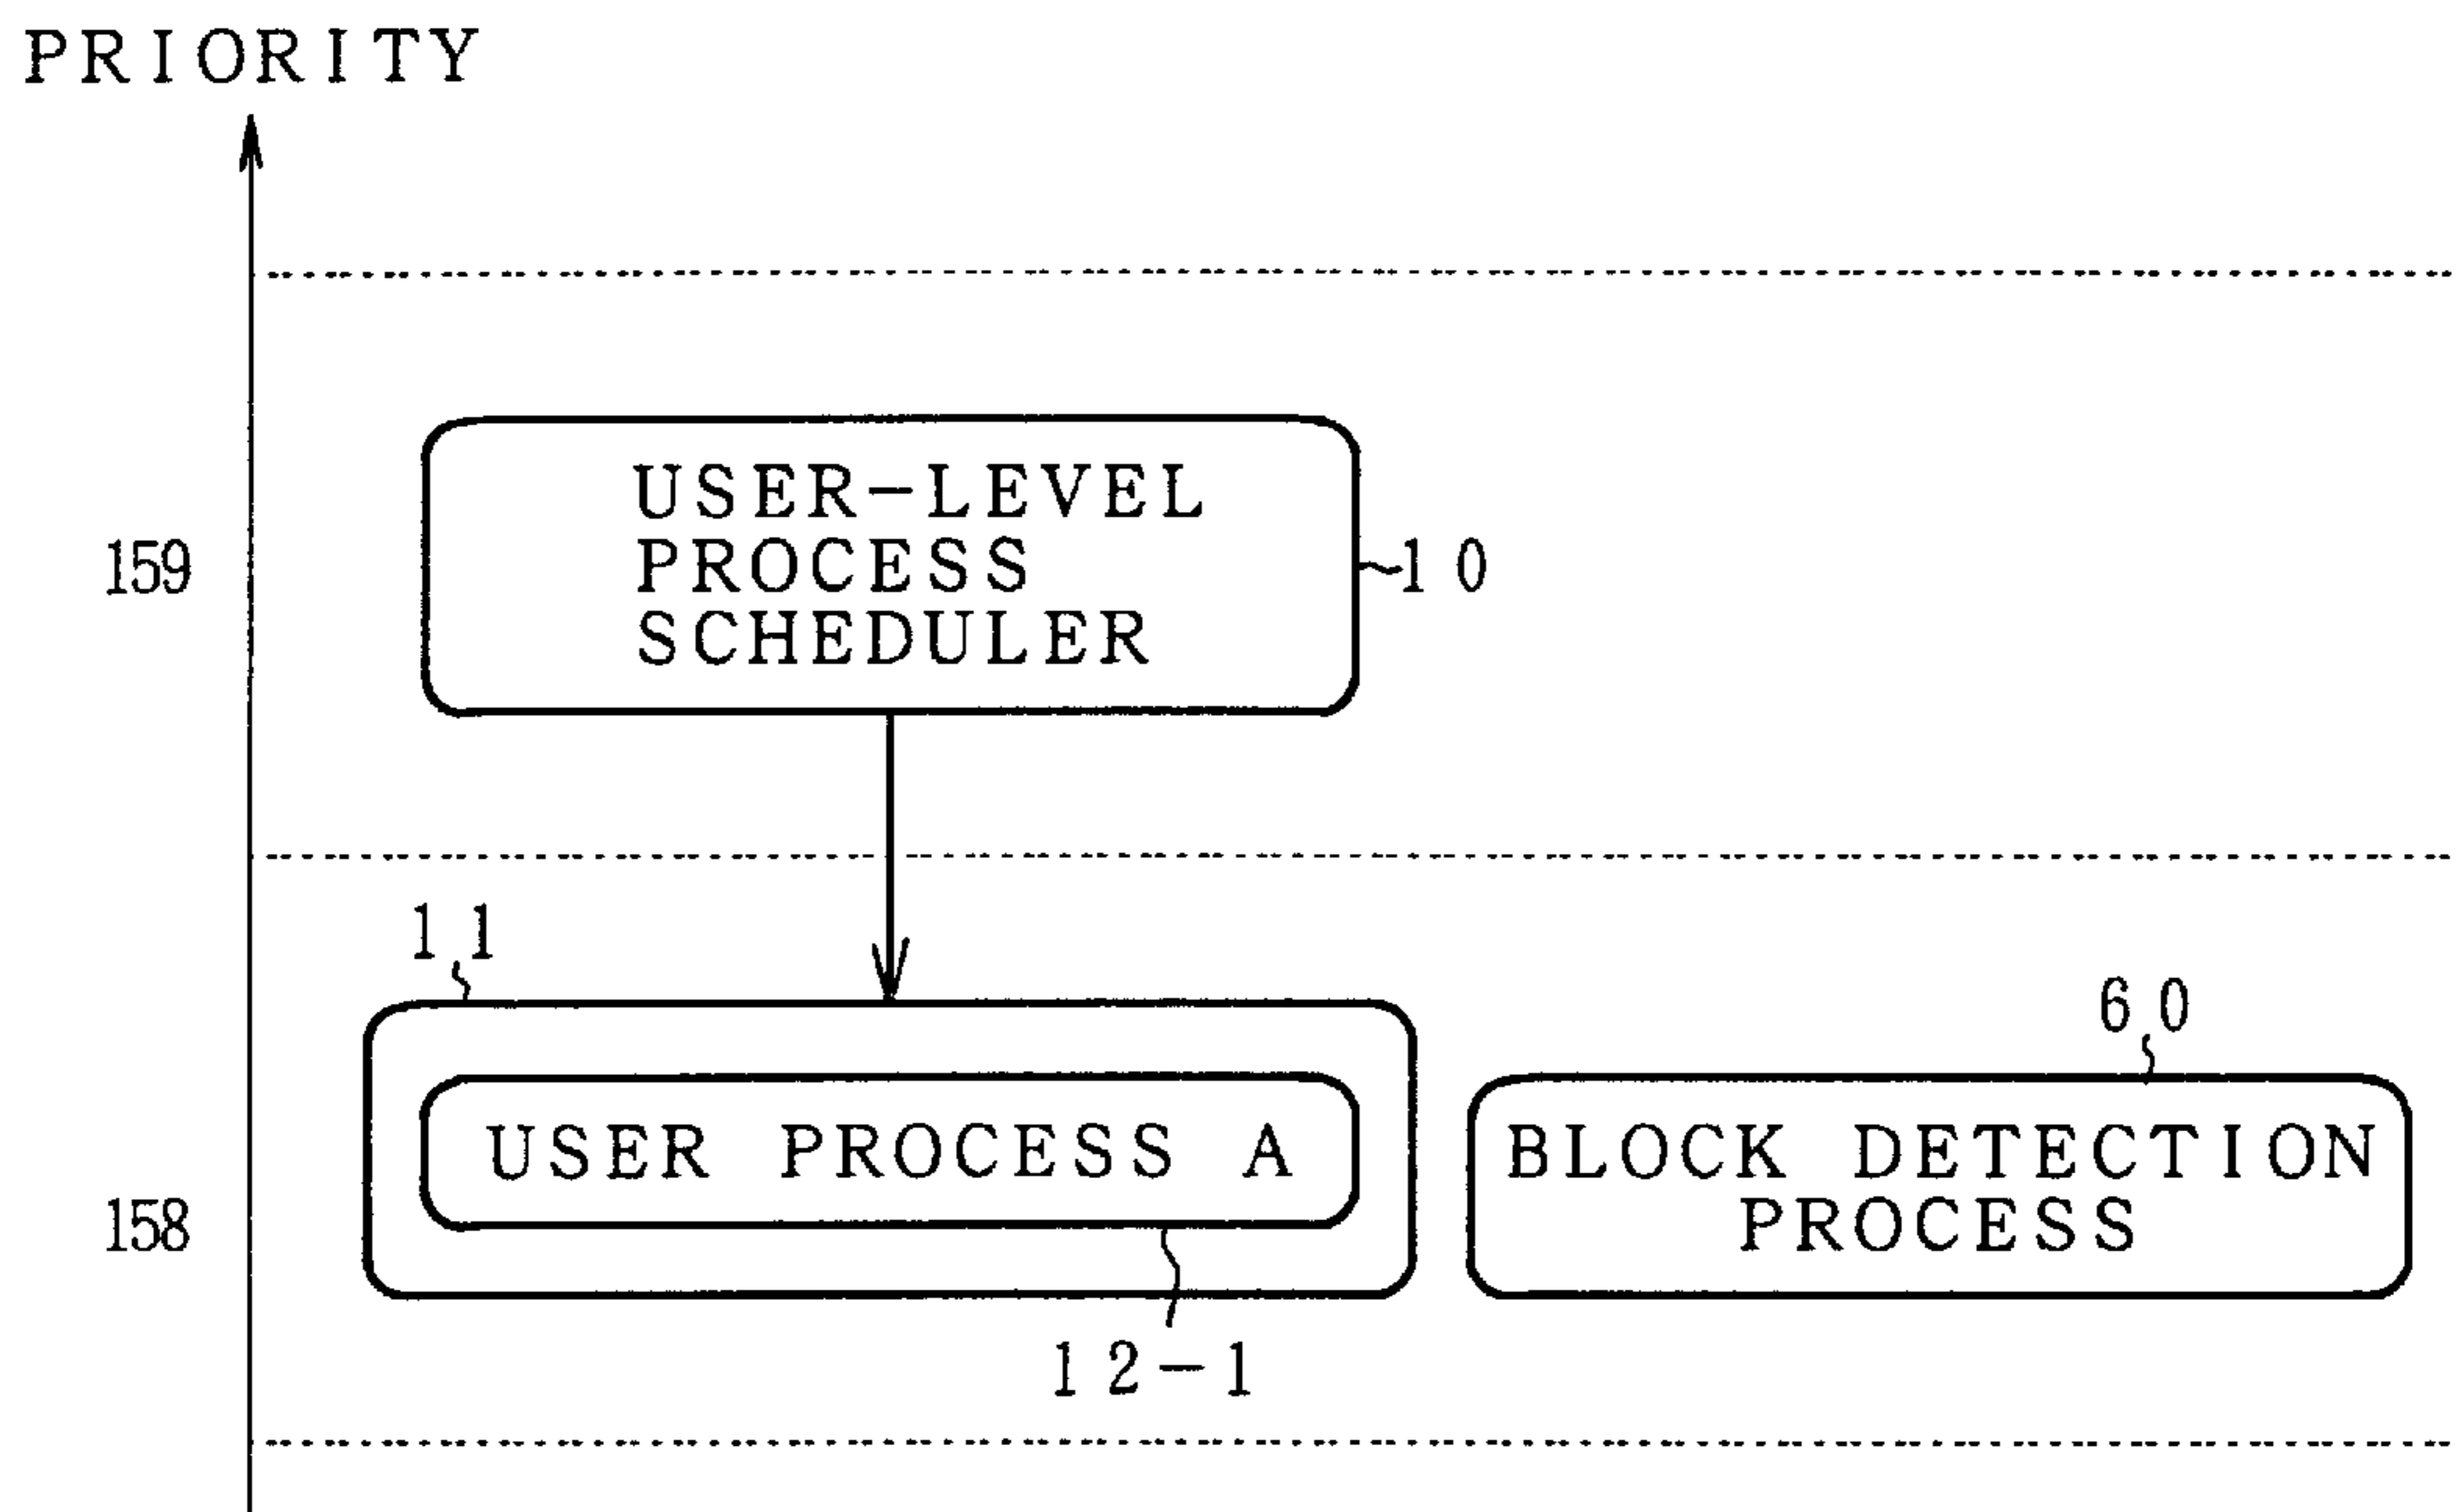 PRIORITY
USER-LEVEL
PROCESS
SCHEDULER
159
10
11
60
USER PROCESS A
BLOCK DETECTION
PROCESS
158
12-1